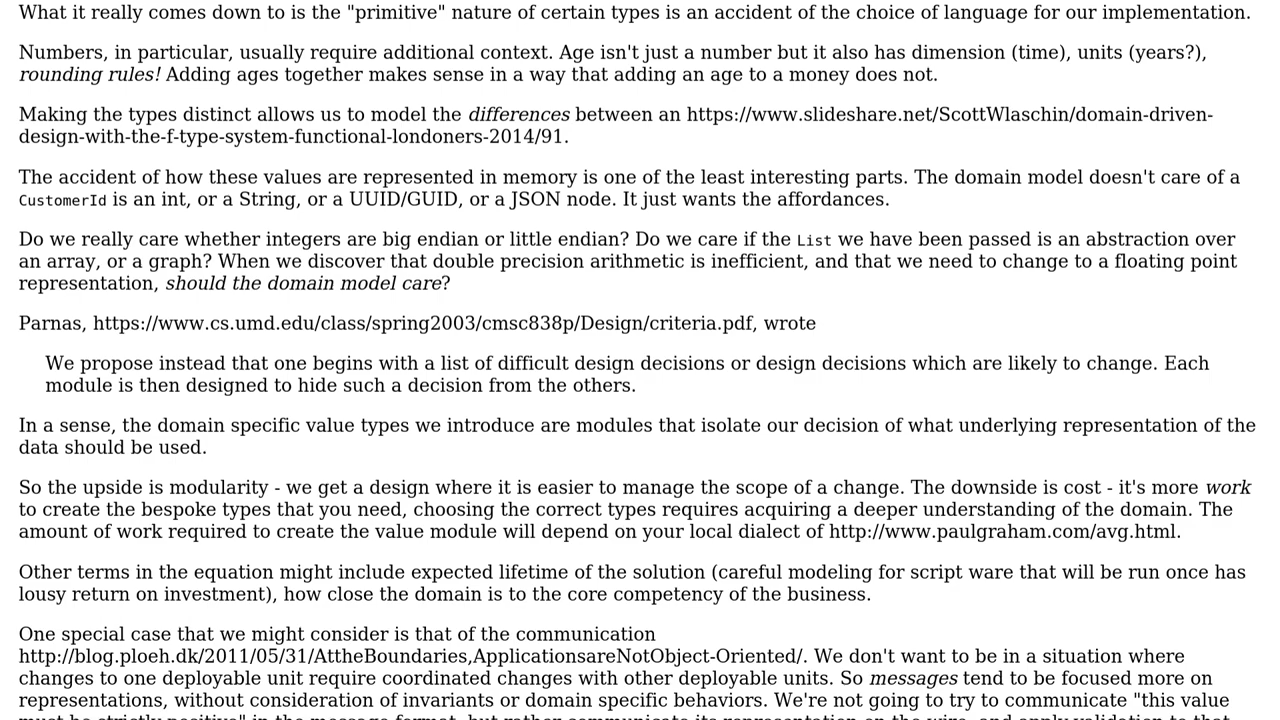 What it really comes down to is the "primitive" nature of certain types is an accident of the choice of language for our implementation.
Numbers, in particular, usually require additional context. Age isn't just a number but it also has dimension (time), units (years?),
rounding rules! Adding ages together makes sense in a way that adding an age to a money does not.
Making the types distinct allows us to model the differences between an https://www.slideshare.net/ScottWlaschin/domain-driven-
design-with-the-f-type-system-functional-londoners-2014/91.
The accident of how these values are represented in memory is one of the least interesting parts. The domain model doesn't care of a
CustomerId is an int, or a String, or a UUID/GUID, or a JSON node. It just wants the affordances.
Do we really care whether integers are big endian or little endian? Do we care if the List we have been passed is an abstraction over
an array, or a graph? When we discover that double precision arithmetic is inefficient, and that we need to change to a floating point
representation, should the domain model care?
Parnas, https://www.cs.umd.edu/class/spring2003/cmsc838p/Design/criteria.pdf, wrote
We propose instead that one begins with a list of difficult design decisions or design decisions which are likely to change. Each
module is then designed to hide such a decision from the others.
In a sense, the domain specific value types we introduce are modules that isolate our decision of what underlying representation of the
data should be used.
So the upside is modularity - we get a design where it is easier to manage the scope of a change. The downside is cost - it's more work
to create the bespoke types that you need, choosing the correct types requires acquiring a deeper understanding of the domain. The
amount of work required to create the value module will depend on your local dialect of http://www.paulgraham.com/avg.html.
Other terms in the equation might include expected lifetime of the solution (careful modeling for script ware that will be run once has
lousy return on investment), how close the domain is to the core competency of the business.
One special case that we might consider is that of the communication
http://blog.ploeh.dk/2011/05/31/AttheBoundaries,ApplicationsareNotObject-Oriented/. We don't want to be in a situation where
changes to one deployable unit require coordinated changes with other deployable units. So messages tend to be focused more on
representations, without consideration of invariants or domain specific behaviors. We're not going to try to communicate "this value
must be strictly positive" in the message format, but rather communicate its representation on the wire, and apply validation to that